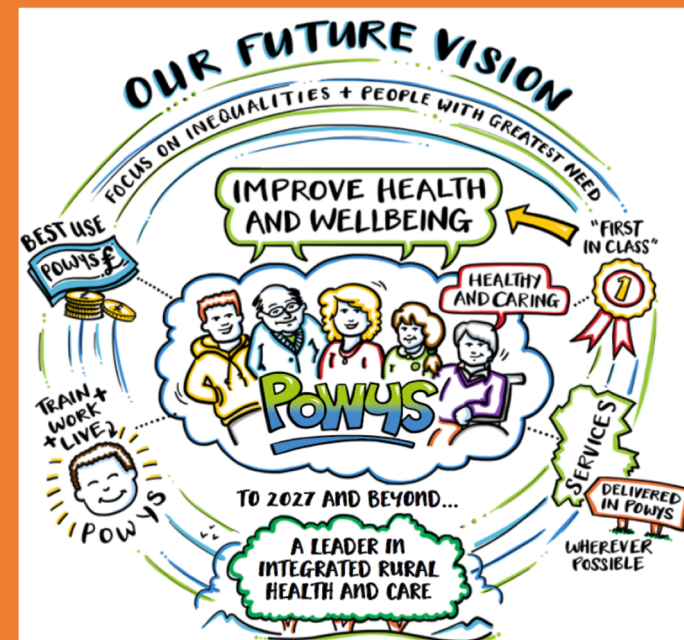 OUR FUTURE VISION
FOCUS ON INEQUALITIES + PEOPLE WITH GREATEST NEED
IMPROVE HEALTH
AND WELLBEING
"FIRST
IN CLASS"
1
BEST USE
POWYS £
HEALTHY
AND CARING
POWYS
TRAIN +
WORK +
+ LIVE
POWYS
SERVICES
DELIVERED
IN POWYS
WHEREVER
POSSIBLE
TO 2027 AND BEYOND...
A LEADER IN
INTEGRATED RURAL
HEALTH AND CARE